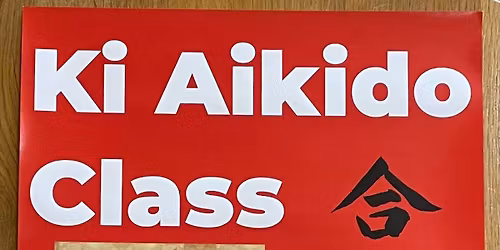 Ki Aikido
Class 合